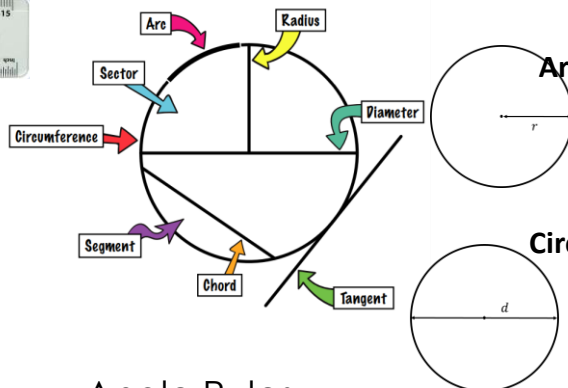 15
Arc
Radius
Sector
Diameter
Circumference
Segment
Chord
Tangent
r
d